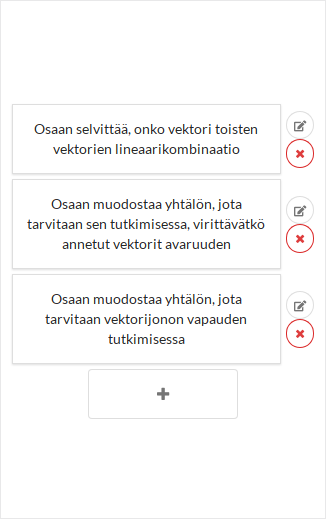 Osaan selvittää, onko vektori toisten
vektorien lineaarikombinaatio
Osaan muodostaa yhtälön, jota
tarvitaan sen tutkimisessa, virittävätkö
annetut vektorit avaruuden
Osaan muodostaa yhtälön, jota
tarvitaan vektorijonon vapauden
tutkimisessa